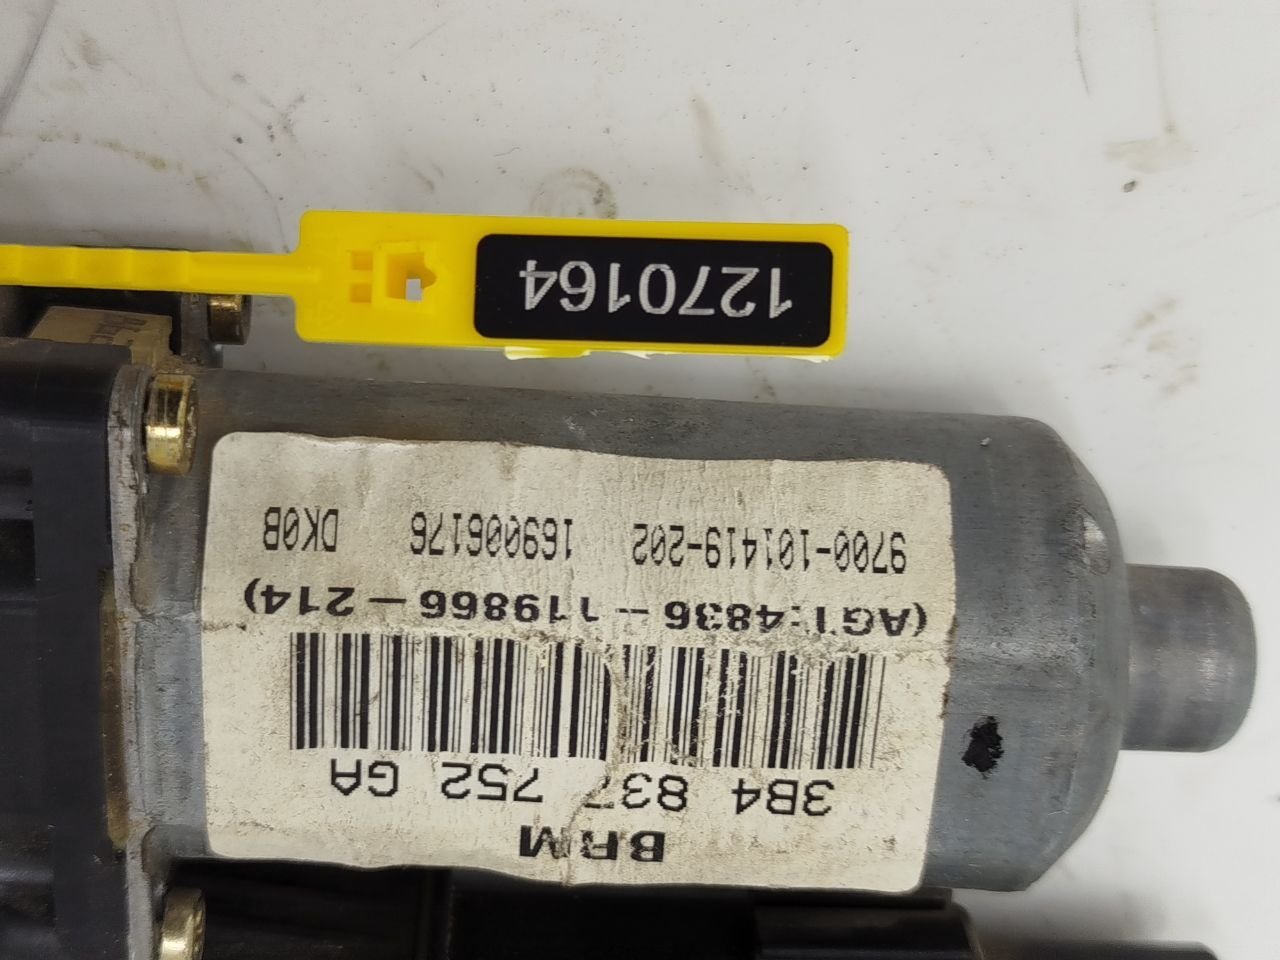 BRM
3B4 837 752 GA
(AG1:4836-119866-214)
9700-101419-202 169006176 DK0B
1270164